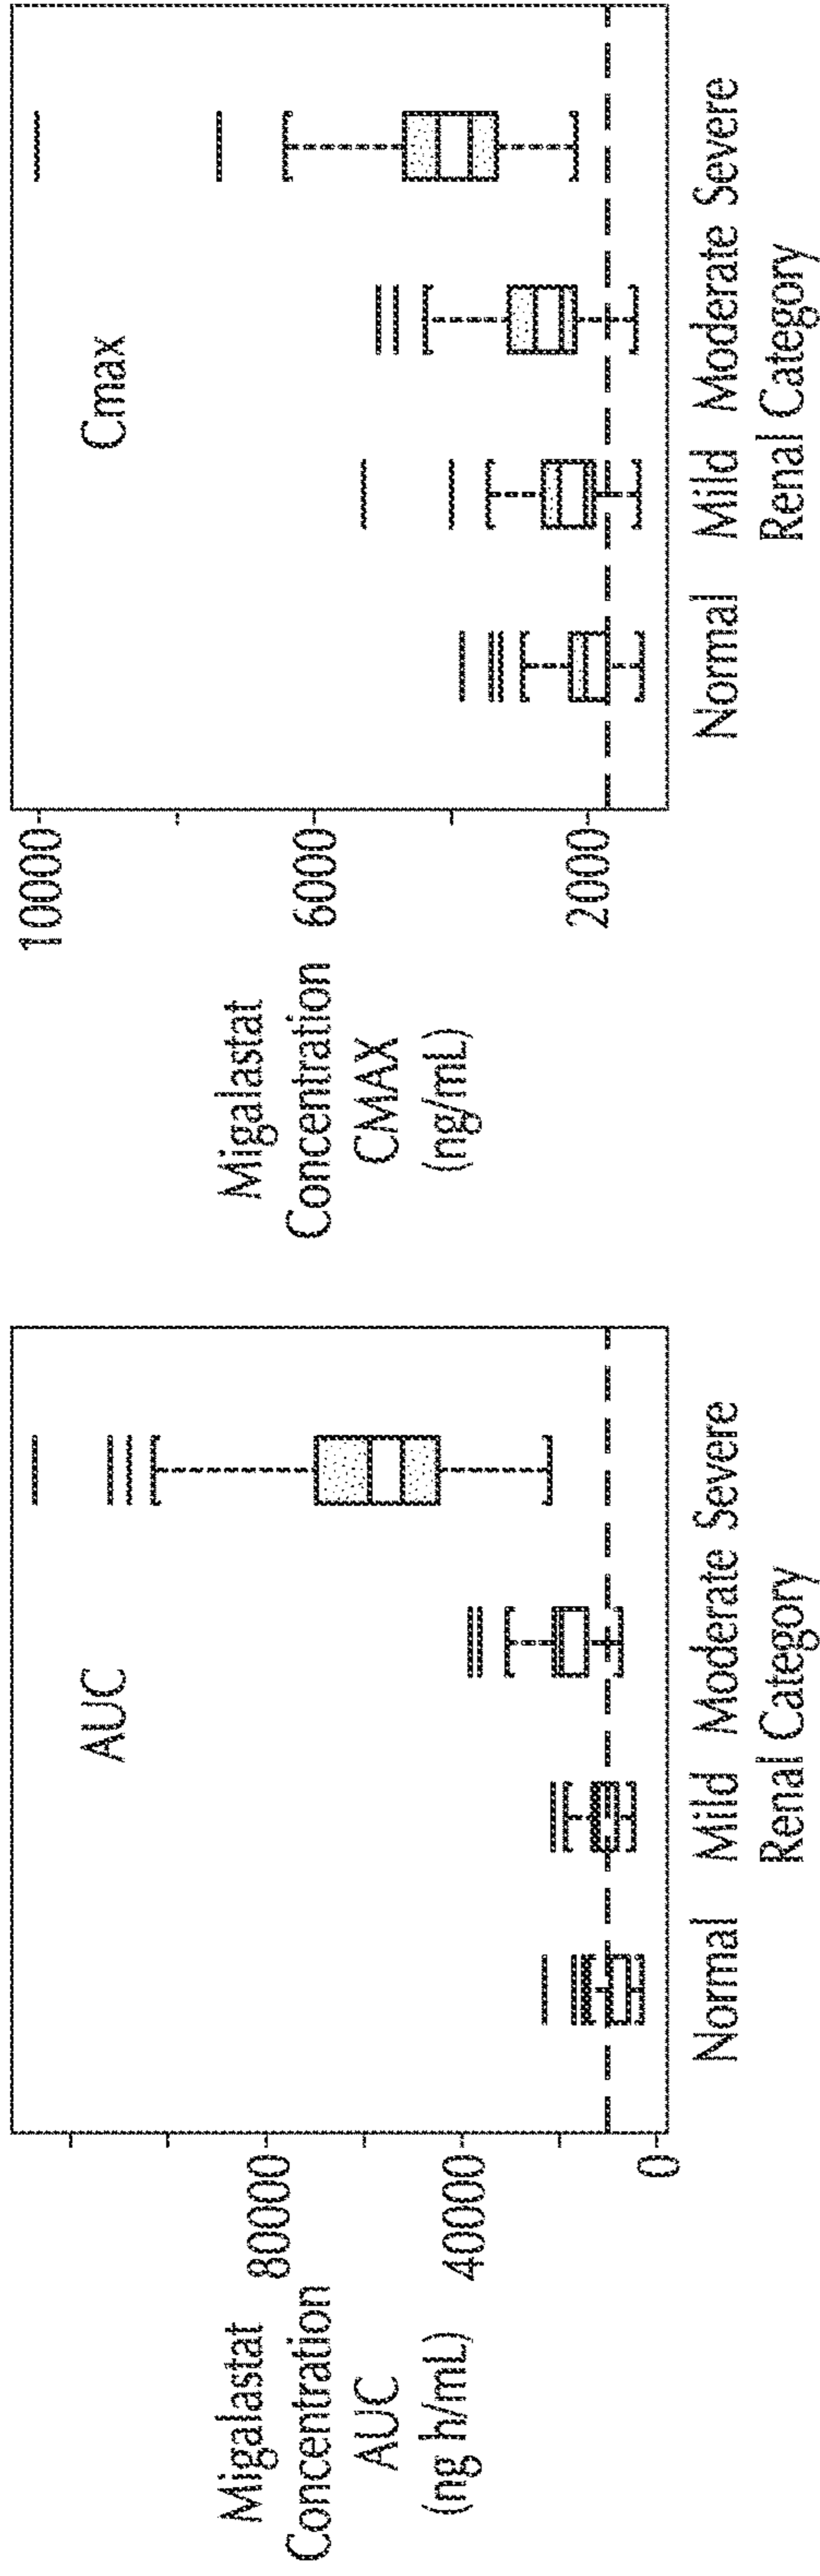 AUC
Migalastat
Concentration
AUC
(ng h/mL)
80000
40000
0
Normal Mild Moderate Severe
Renal Category
Cmax
Migalastat
Concentration
CMAX
(ng/mL)
10000
6000
2000
Normal Mild Moderate Severe
Renal Category